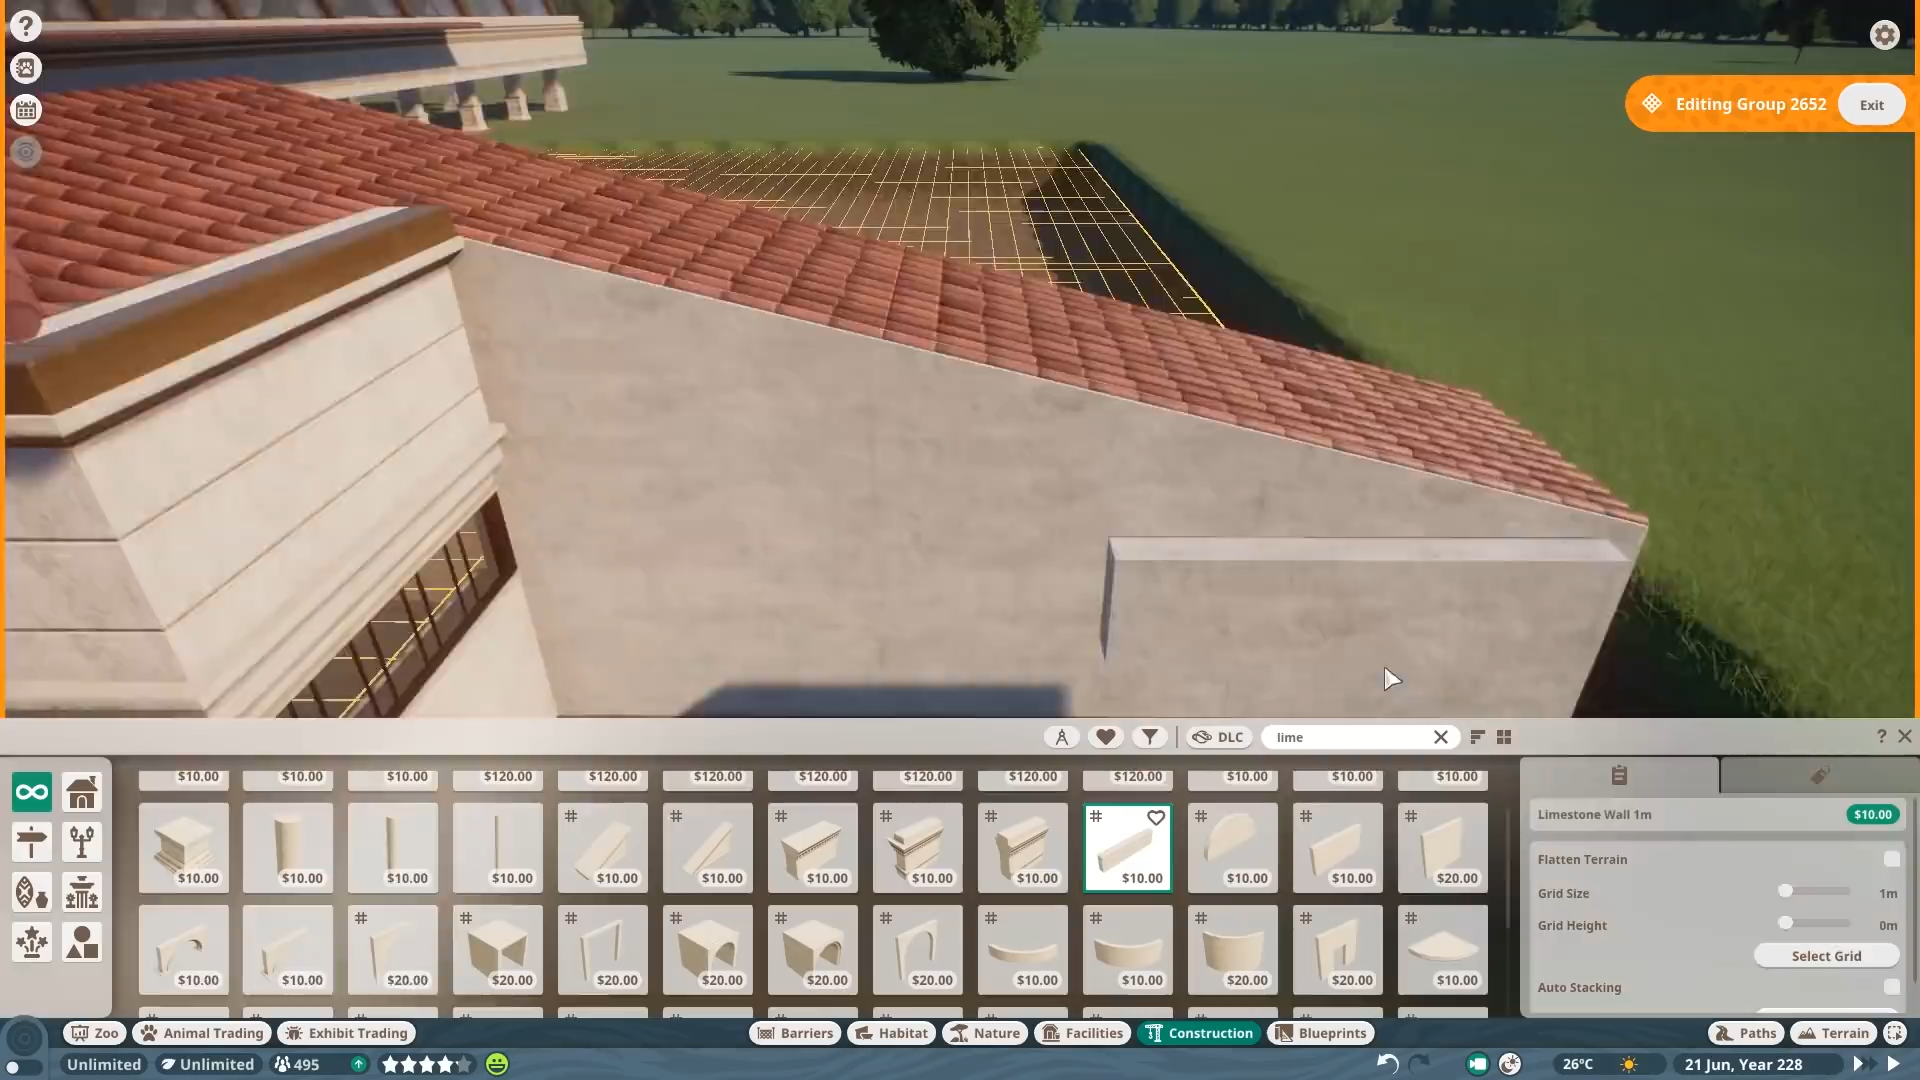 ?
Editing Group 2652
Exit
DLC
lime
?
$10.00 $10.00 $10.00 $120.00 $120.00 $120.00 $120.00 $120.00 $120.00 $120.00 $10.00 $10.00 $10.00
$10.00 $10.00 $10.00 $10.00 $10.00 $10.00 $10.00 $10.00 $10.00 $10.00 $10.00 $10.00 $20.00
$10.00 $10.00 $20.00 $20.00 $20.00 $20.00 $20.00 $20.00 $10.00 $10.00 $20.00 $20.00 $10.00
Limestone Wall 1m $10.00
Flatten Terrain
Grid Size 1m
Grid Height 0m
Select Grid
Auto Stacking
Zoo Animal Trading Exhibit Trading Barriers Habitat Nature Facilities Construction Blueprints Paths Terrain
Unlimited Unlimited 495 26°C 21 Jun, Year 228